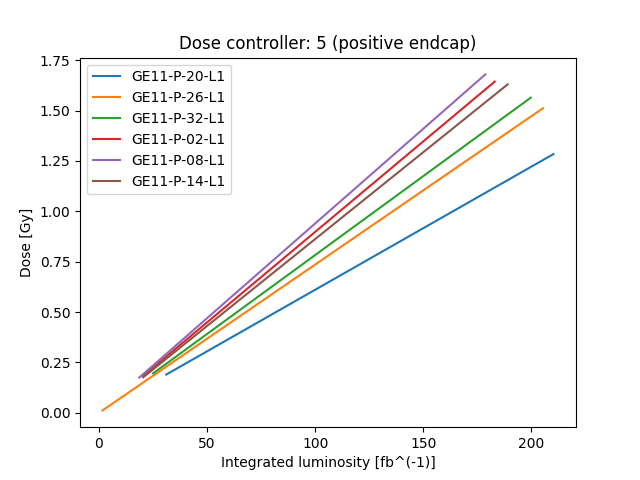 Dose controller: 5 (positive endcap)
1.75
1.50
1.25
1.00
0.75
0.50
0.25
0.00
Dose [Gy]
GE11-P-20-L1
GE11-P-26-L1
GE11-P-32-L1
GE11-P-02-L1
GE11-P-08-L1
GE11-P-14-L1
0 50 100 150 200
Integrated luminosity [fb^(-1)]